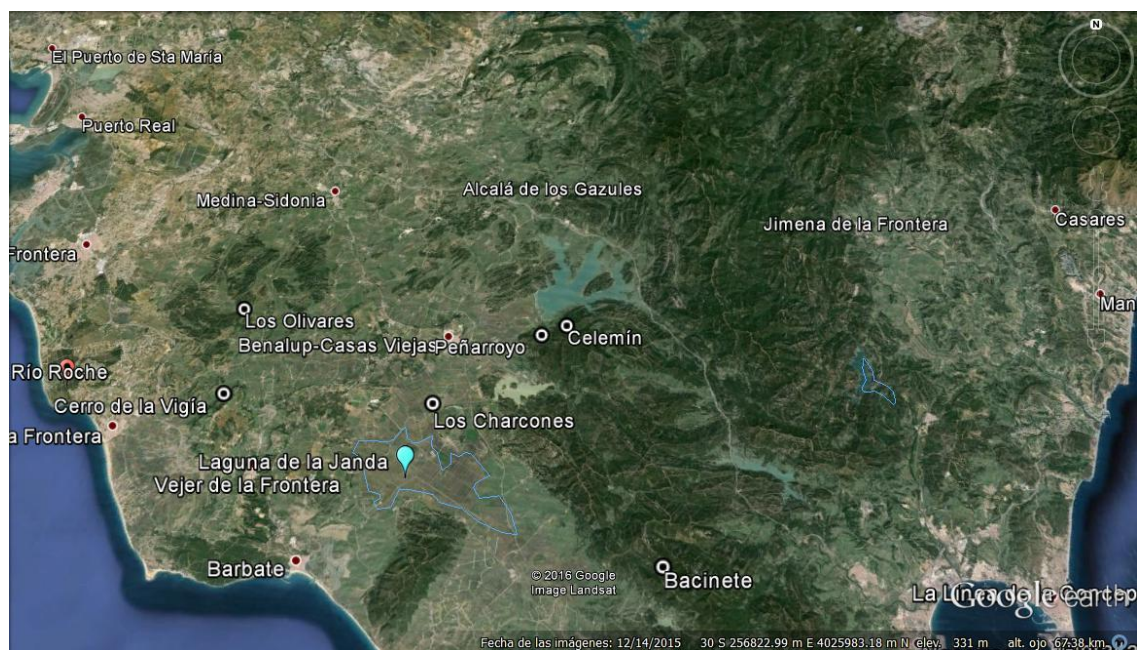 N
El Puerto de Sta María
Puerto Real
Medina-Sidonia
Alcalá de los Gazules
Jimena de la Frontera
Casares
Frontera
Los Olivares
Man
Benalup-Casas Viejas
Peñarroyo
Celemín
Río Roche
Cerro de la Vigía
Los Charcones
a Frontera
Laguna de la Janda
Vejer de la Frontera
Barbate
© 2016 Google
Image Landsat
Bacinete
La Línea de la Concep
Google earth
Fecha de las imágenes: 12/14/2015 30 S 256822.99 m E 4025983.18 m N elev. 331 m alt. ojo 67.38 km